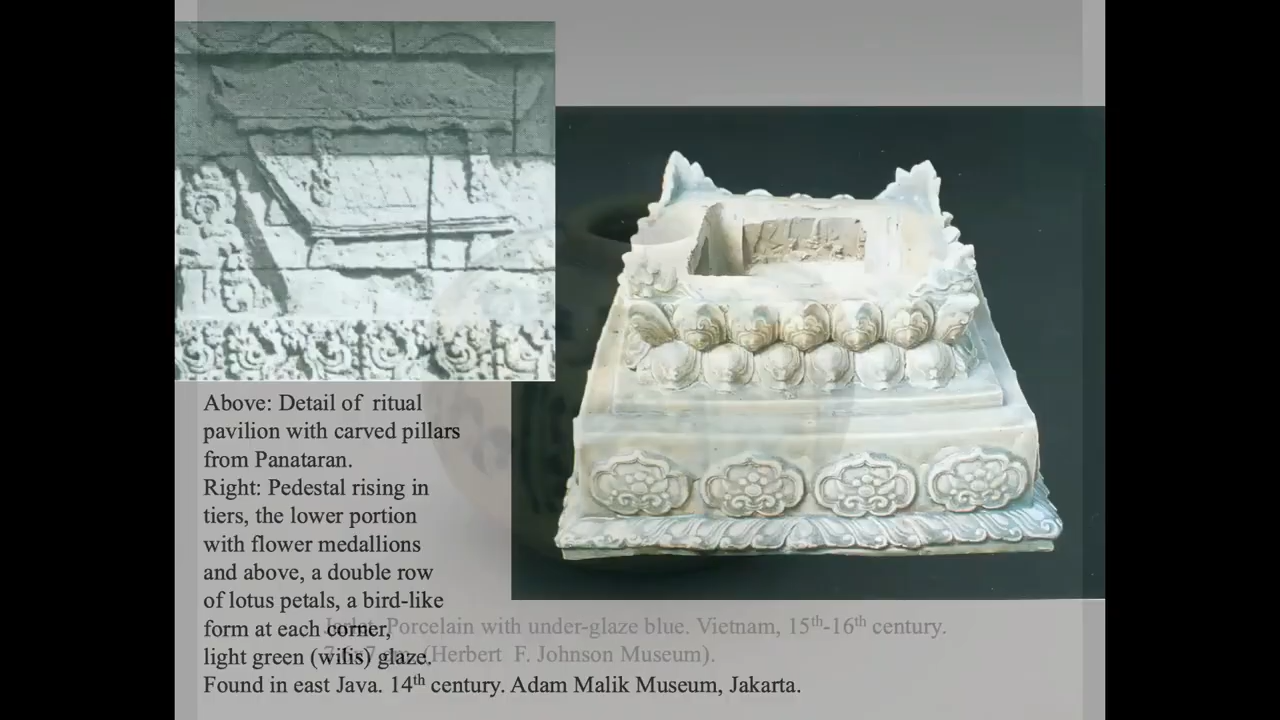 Above: Detail of ritual
pavilion with carved pillars
from Panataran.
Right: Pedestal rising in
tiers, the lower portion
with flower medallions
and above, a double row
of lotus petals, a bird-like
form at each corner,
light green (wilis) glaze.
Found in east Java. 14th century. Adam Malik Museum, Jakarta.
Porcelain with under-glaze blue. Vietnam, 15th-16th century.
(Herbert F. Johnson Museum).